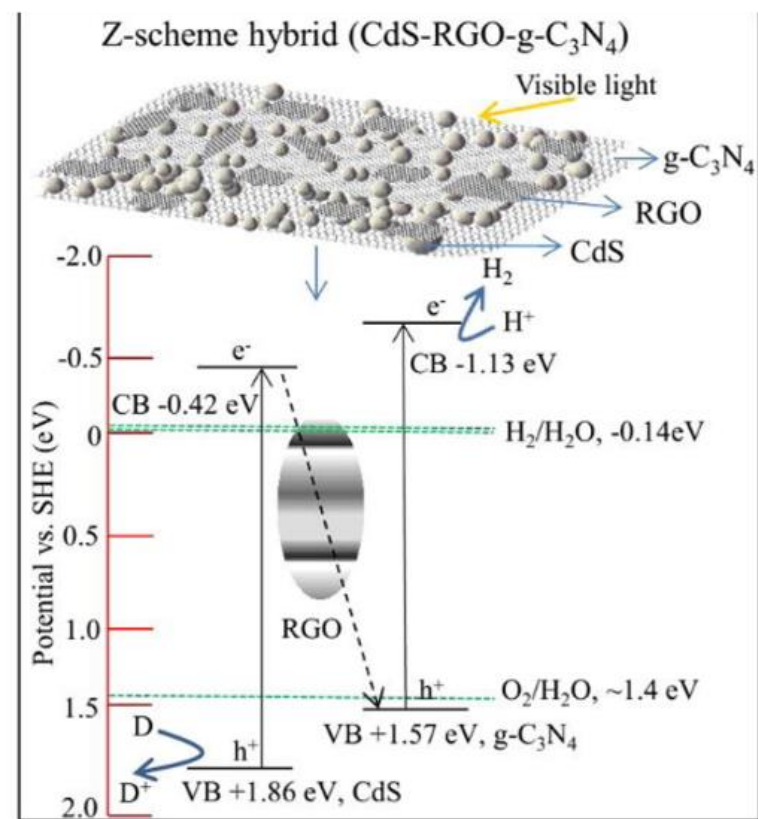 Z-scheme hybrid (CdS-RGO-g-C₃N₄)
Visible light
g-C₃N₄
RGO
CdS
-2.0
H₂
e⁻
H⁺
-0.5
e⁻
CB -1.13 eV
CB -0.42 eV
0
H₂/H₂O, -0.14eV
Potential vs. SHE (eV)
0.5
RGO
1.0
h⁺
O₂/H₂O, ~1.4 eV
1.5
D
VB +1.57 eV, g-C₃N₄
h⁺
D⁺
VB +1.86 eV, CdS
2.0